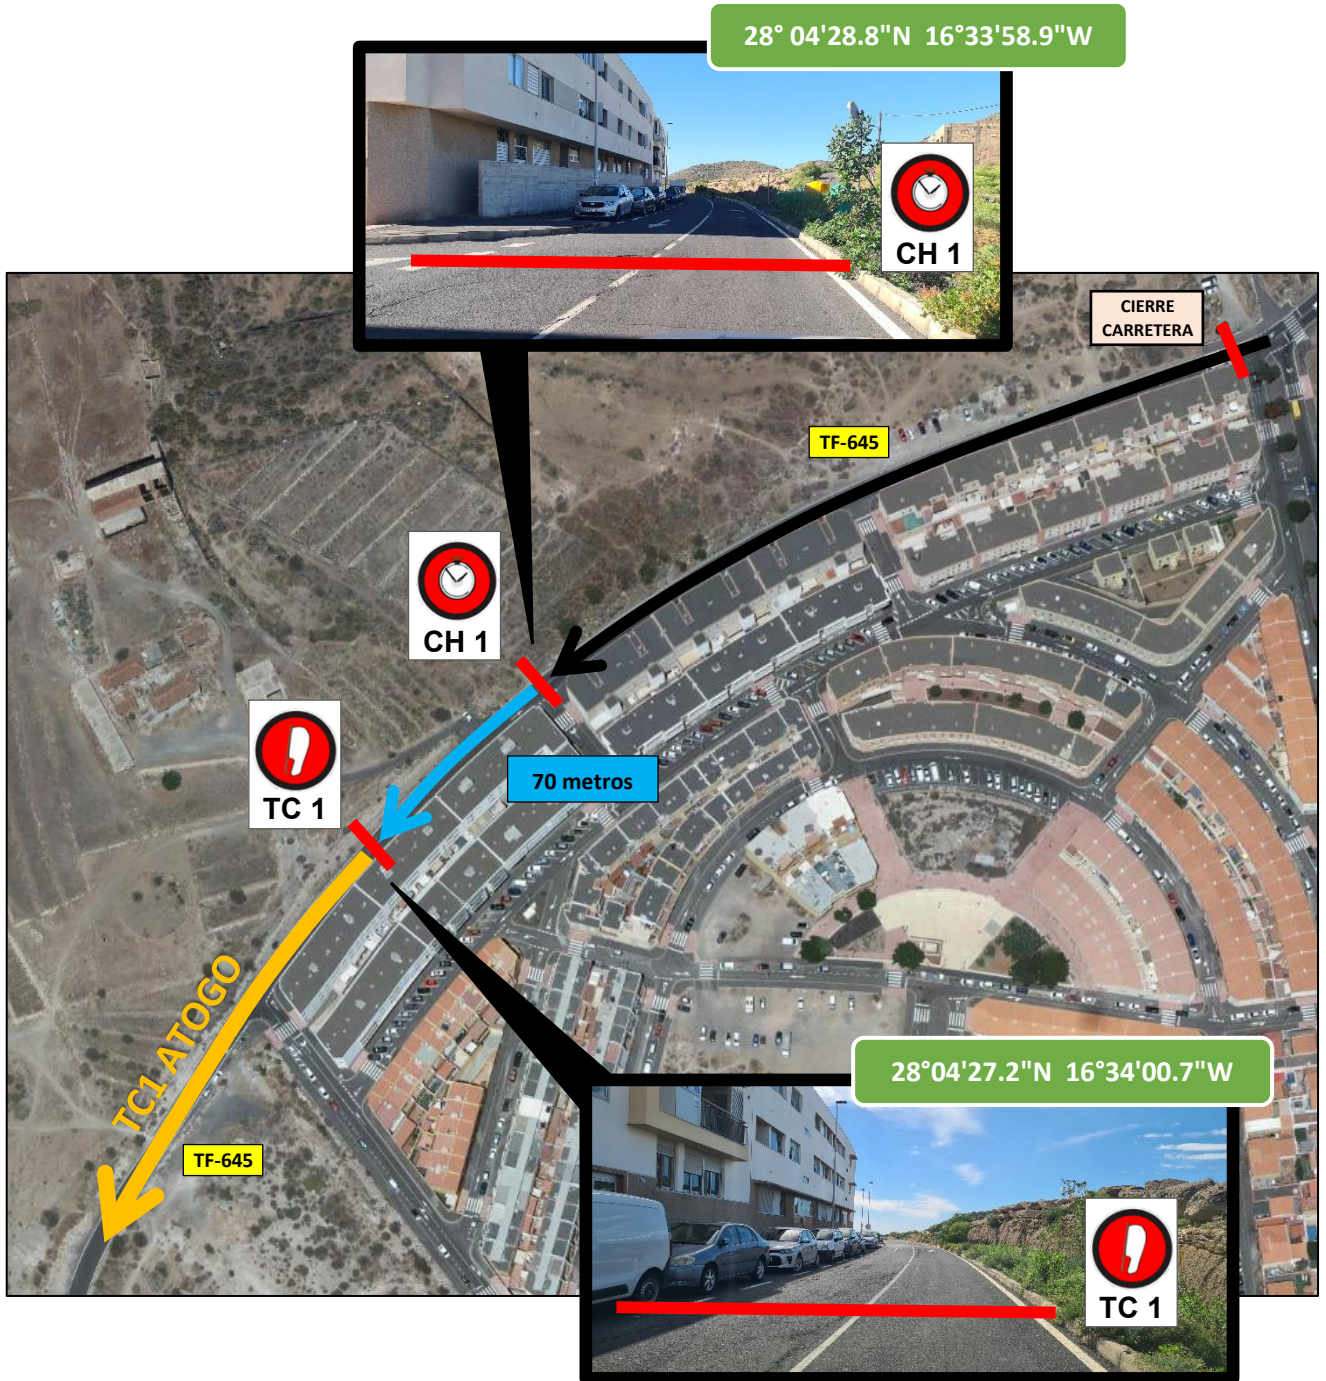 28° 04'28.8"N 16°33'58.9"W
CH 1
CIERRE
CARRETERA
TF-645
CH 1
TC 1
70 metros
TC1 ATOGO
28°04'27.2"N 16°34'00.7"W
TF-645
TC 1